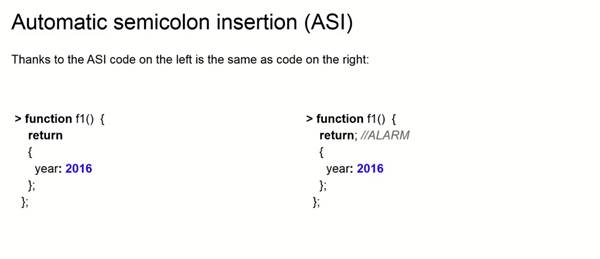 Automatic semicolon insertion (ASI)
Thanks to the ASI code on the left is the same as code on the right:
> function f1() {
return
{
year: 2016
};
};
> function f1() {
return; //ALARM
{
year: 2016
};
};